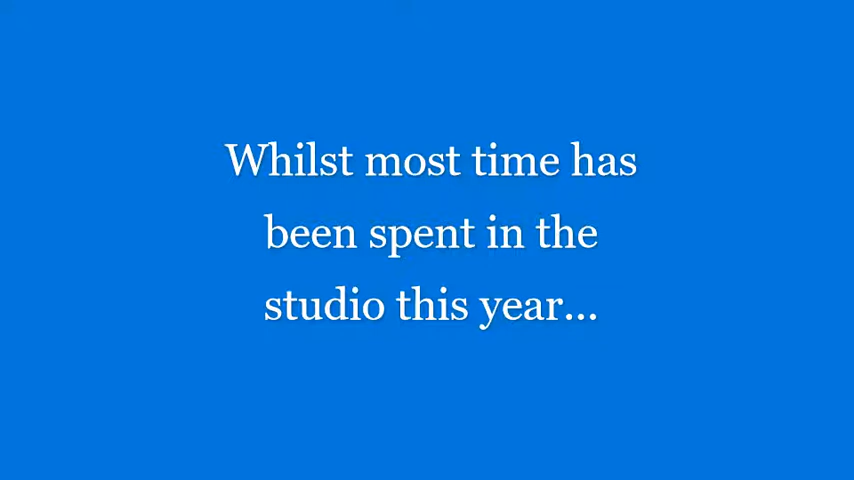 Whilst most time has
been spent in the
studio this year...